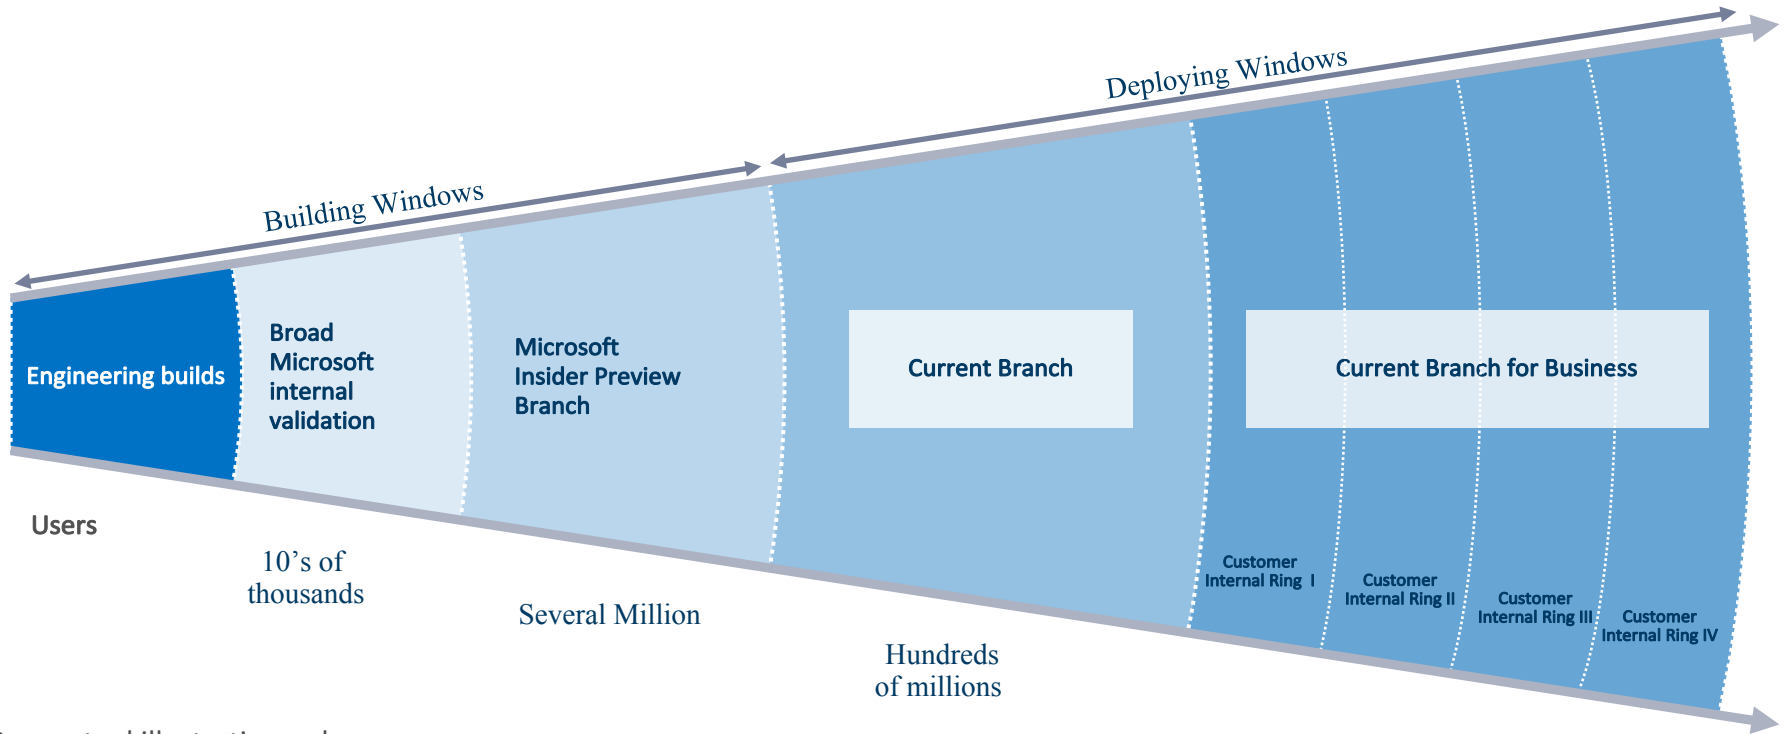 Deploying Windows
Building Windows
Engineering builds
Broad
Microsoft
internal
validation
Microsoft
Insider Preview
Branch
Current Branch
Current Branch for Business
Users
10’s of
thousands
Several Million
Hundreds
of millions
Customer
Internal Ring I
Customer
Internal Ring II
Customer
Internal Ring III
Customer
Internal Ring IV